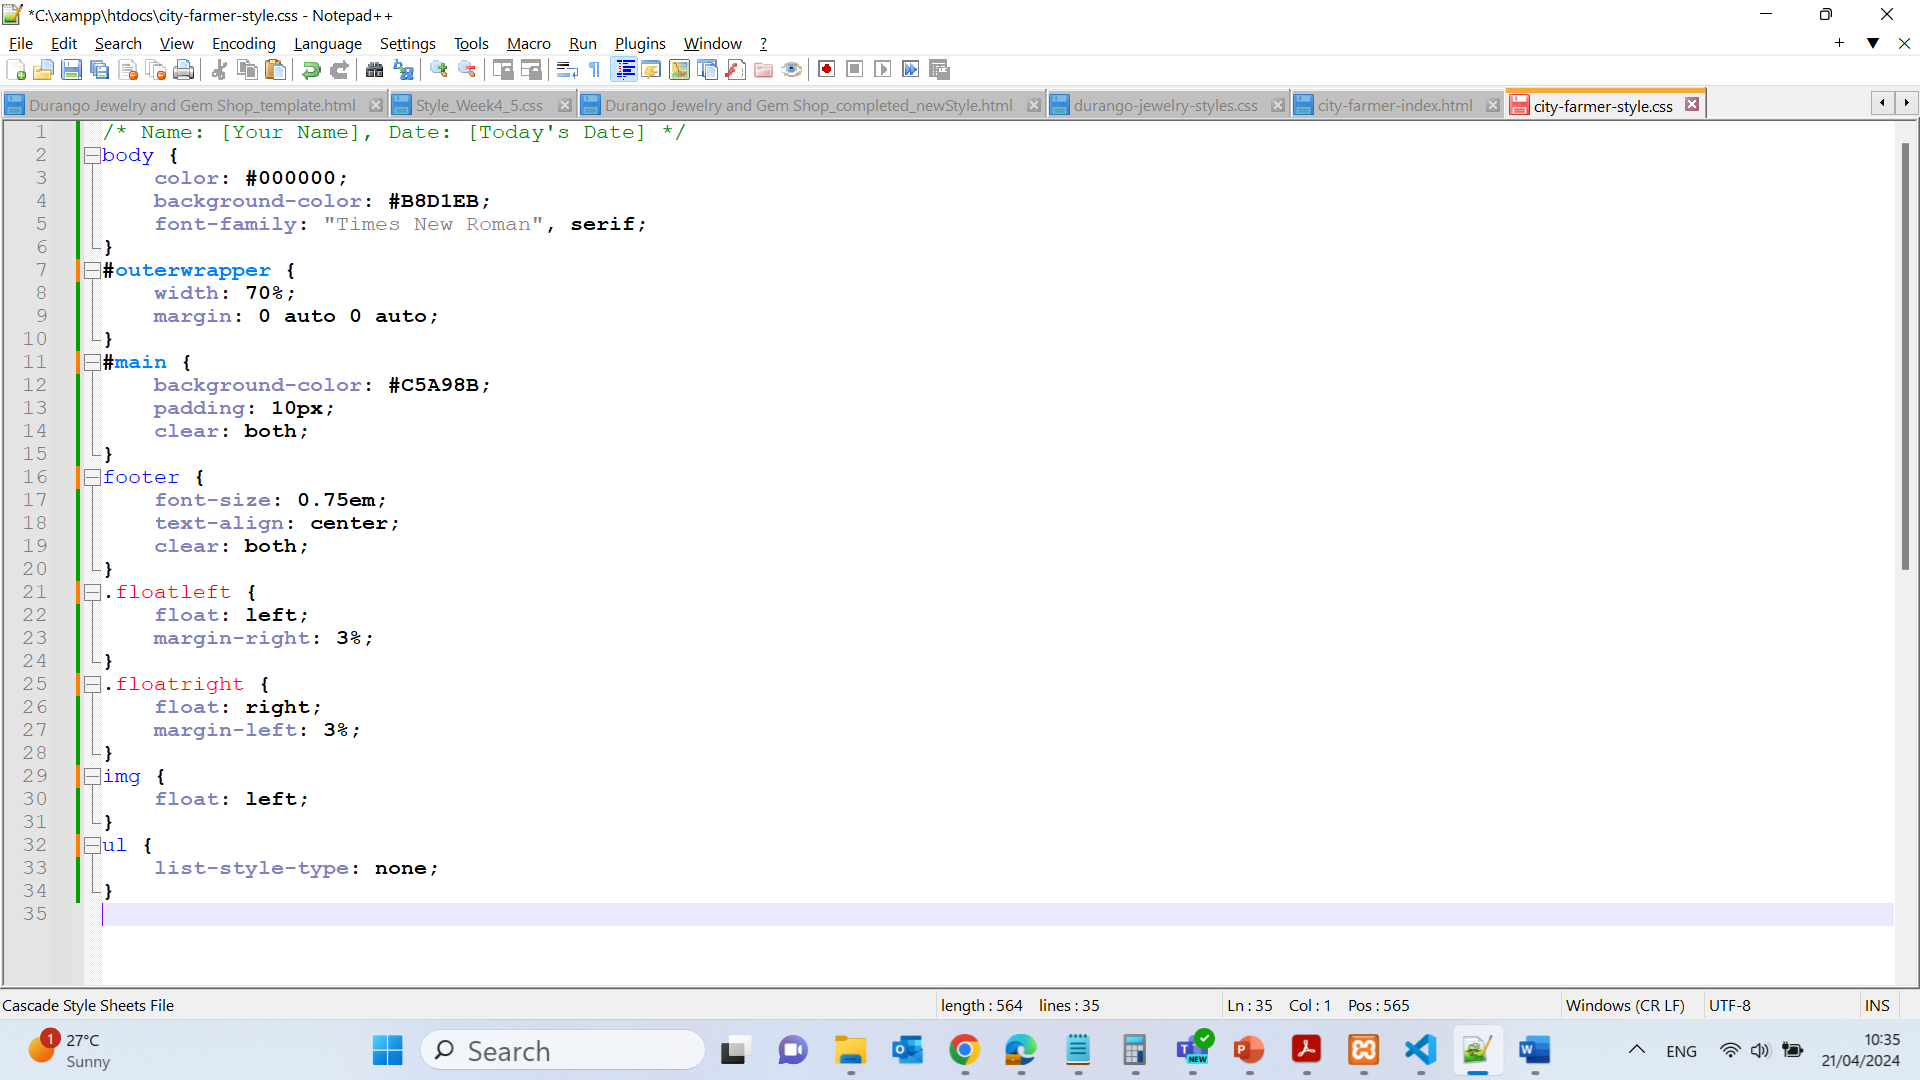 *C:\xampp\htdocs\city-farmer-style.css - Notepad++
File Edit Search View Encoding Language Settings Tools Macro Run Plugins Window ?
Durango Jewelry and Gem Shop_template.html Style_Week4_5.css Durango Jewelry and Gem Shop_completed_newStyle.html durango-jewelry-styles.css city-farmer-index.html city-farmer-style.css
1 /* Name: [Your Name], Date: [Today's Date] */
2 body {
3 color: #000000;
4 background-color: #B8D1EB;
5 font-family: "Times New Roman", serif;
6 }
7 #outerwrapper {
8 width: 70%;
9 margin: 0 auto 0 auto;
10 }
11 #main {
12 background-color: #C5A98B;
13 padding: 10px;
14 clear: both;
15 }
16 footer {
17 font-size: 0.75em;
18 text-align: center;
19 clear: both;
20 }
21 .floatleft {
22 float: left;
23 margin-right: 3%;
24 }
25 .floatright {
26 float: right;
27 margin-left: 3%;
28 }
29 img {
30 float: left;
31 }
32 ul {
33 list-style-type: none;
34 }
35
Cascade Style Sheets File length : 564 lines : 35 Ln : 35 Col : 1 Pos : 565 Windows (CR LF) UTF-8 INS
1 27°C
Sunny
Search
NEW
ENG
10:35
21/04/2024